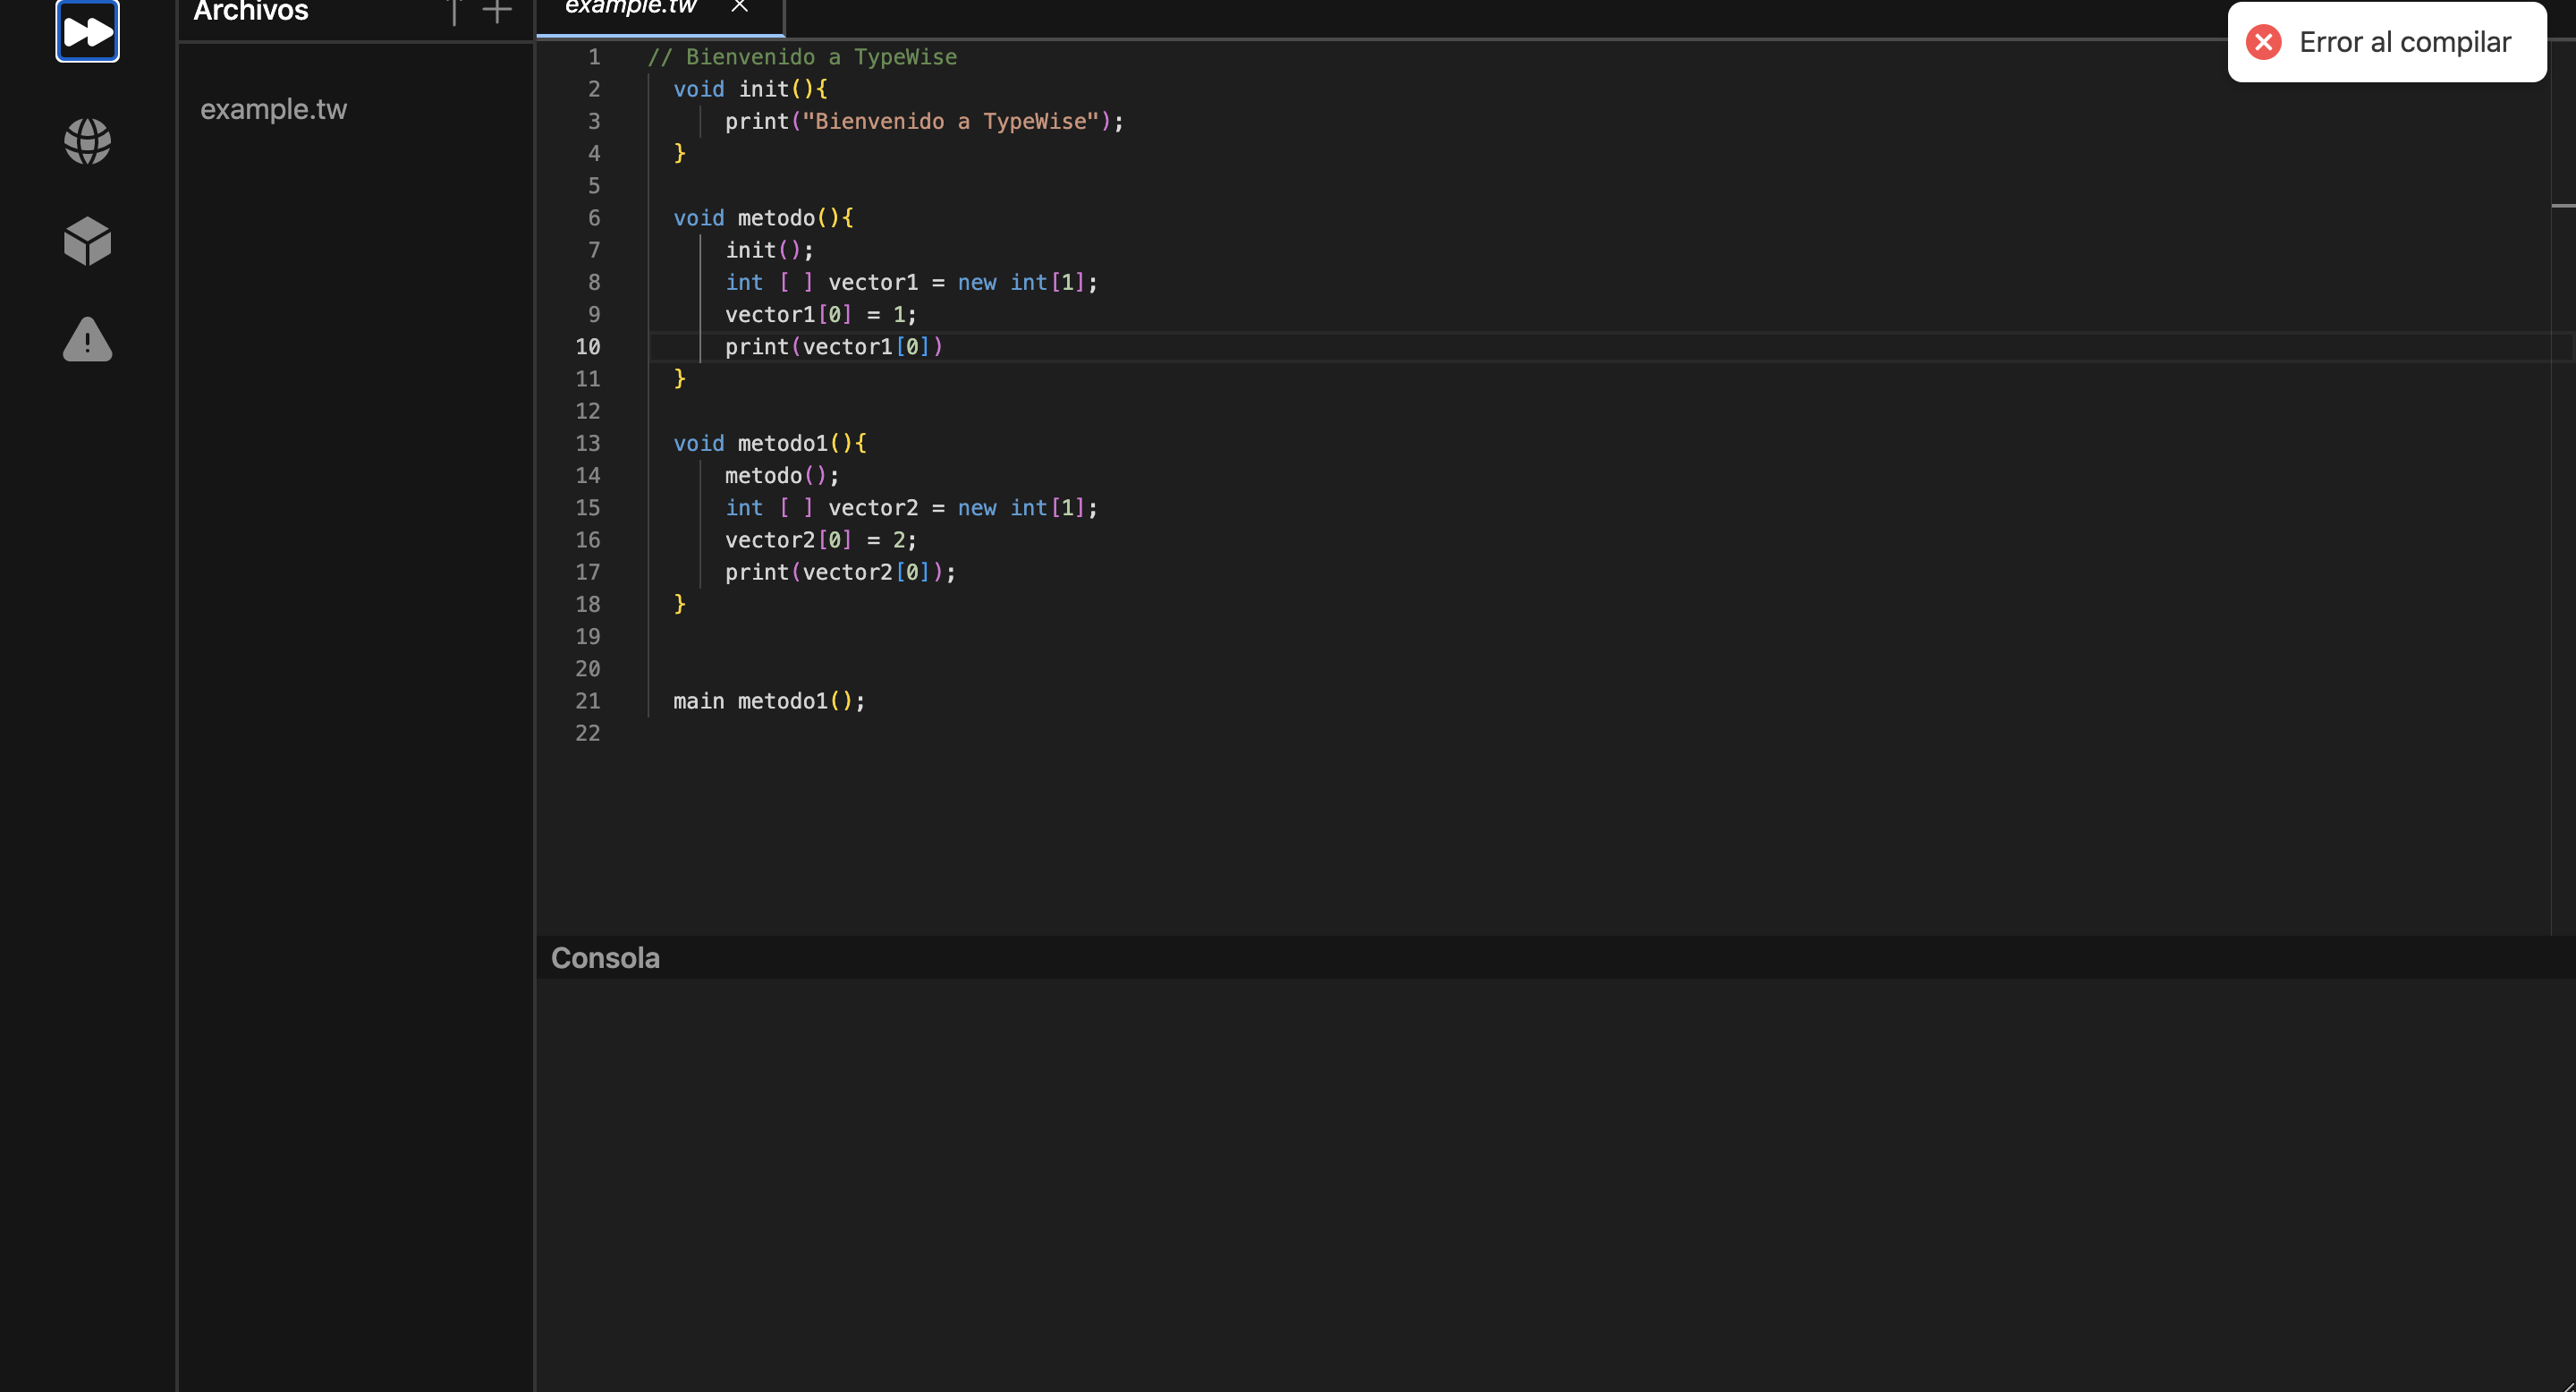 Archivos
example.tw
example.tw
Error al compilar
1 // Bienvenido a TypeWise
2 void init(){
3 print("Bienvenido a TypeWise");
4 }
5
6 void metodo(){
7 init();
8 int [ ] vector1 = new int[1];
9 vector1[0] = 1;
10 print(vector1[0])
11 }
12
13 void metodo1(){
14 metodo();
15 int [ ] vector2 = new int[1];
16 vector2[0] = 2;
17 print(vector2[0]);
18 }
19
20
21 main metodo1();
22
Consola